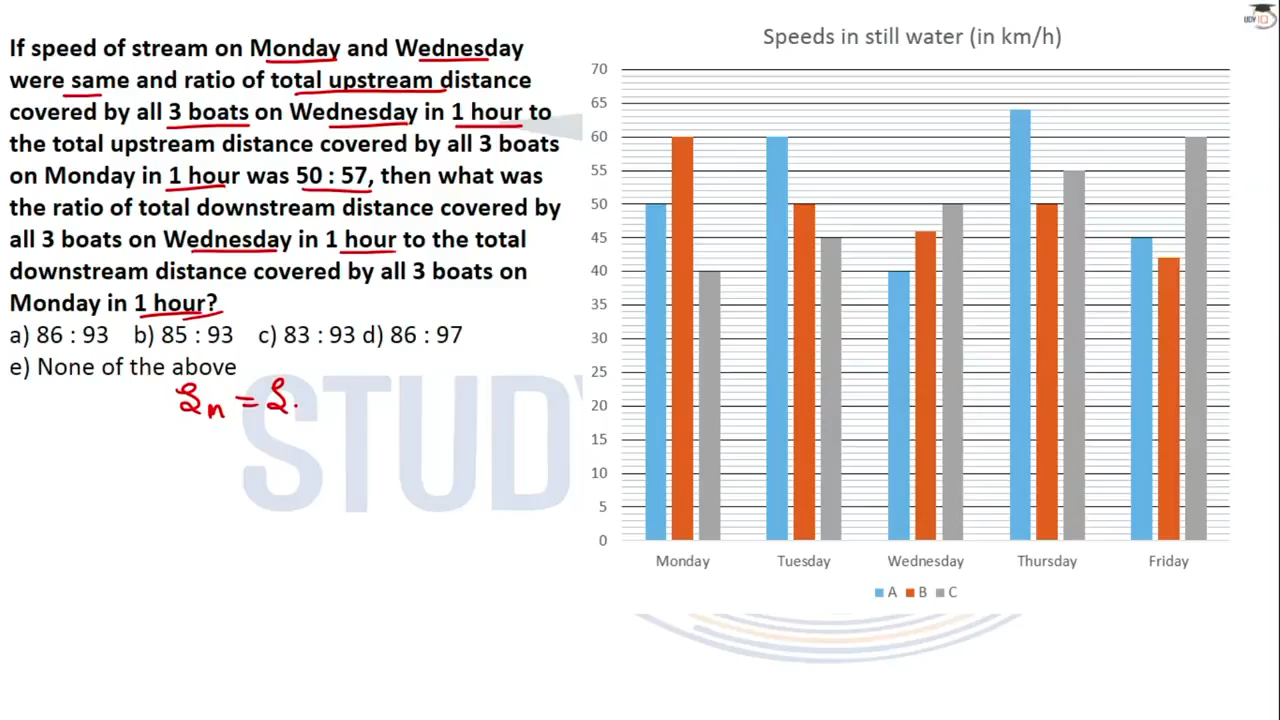 If speed of stream on Monday and Wednesday
were same and ratio of total upstream distance
covered by all 3 boats on Wednesday in 1 hour to
the total upstream distance covered by all 3 boats
on Monday in 1 hour was 50 : 57, then what was
the ratio of total downstream distance covered by
all 3 boats on Wednesday in 1 hour to the total
downstream distance covered by all 3 boats on
Monday in 1 hour?
a) 86 : 93 b) 85 : 93 c) 83 : 93 d) 86 : 97
e) None of the above
STUDY
Speeds in still water (in km/h)
70
65
60
55
50
45
40
35
30
25
20
15
10
5
0
Monday Tuesday Wednesday Thursday Friday
A B C